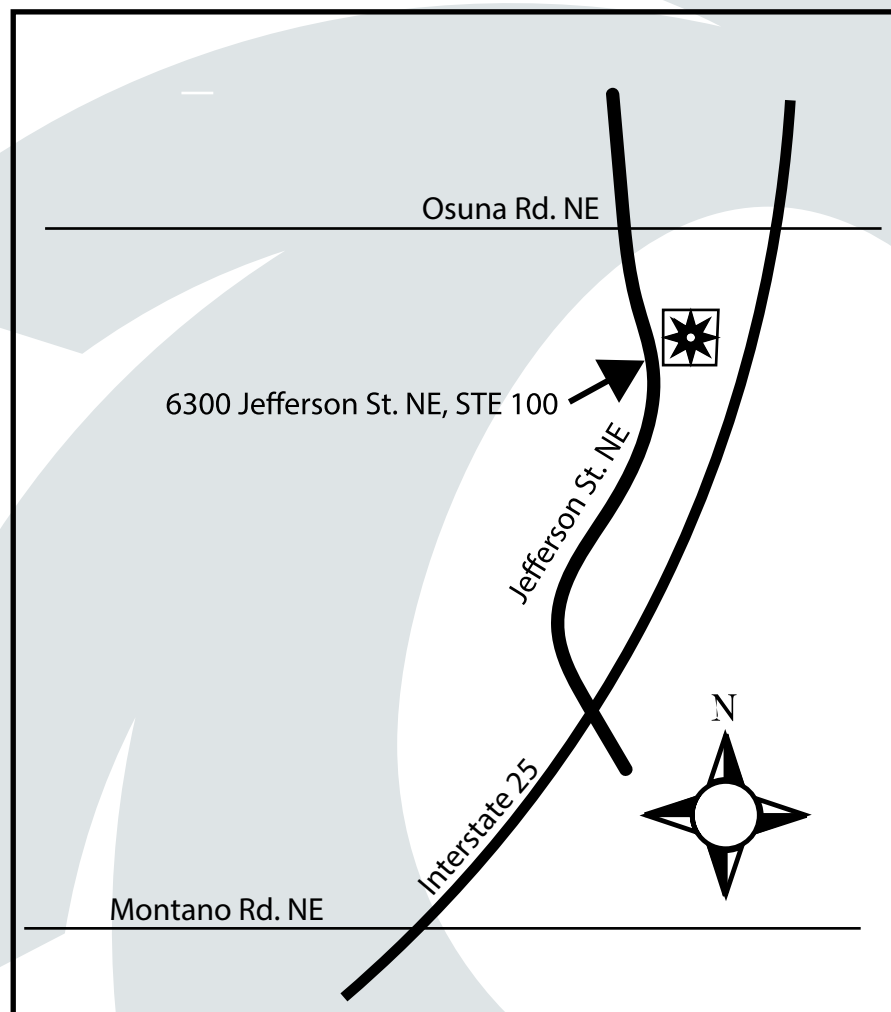 Osuna Rd. NE
6300 Jefferson St. NE, STE 100
Jefferson St. NE
N
Interstate 25
Montano Rd. NE